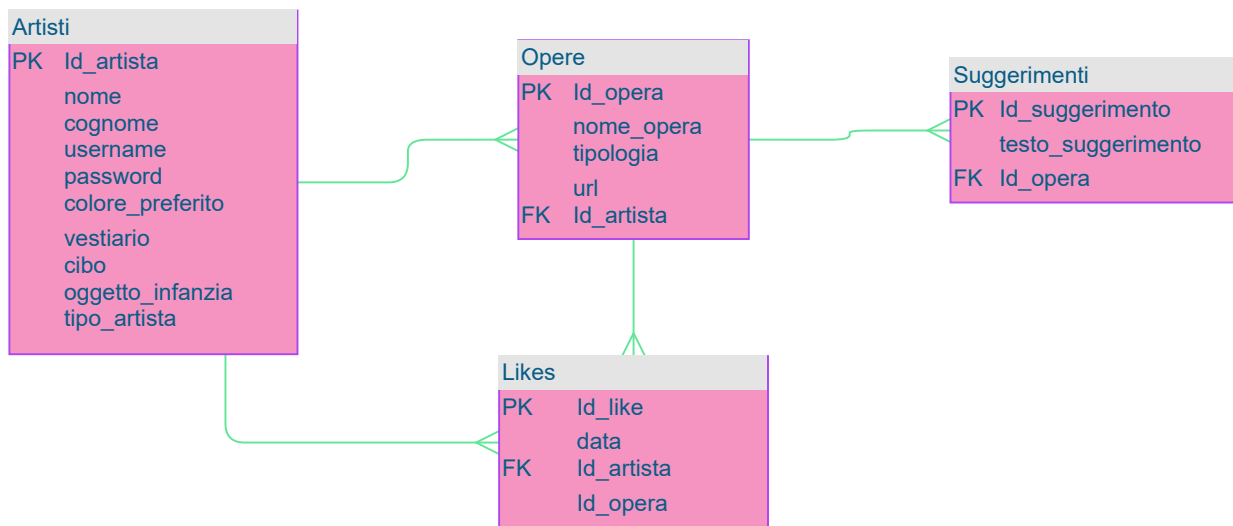 Artisti
PK Id_artista
nome
cognome
username
password
colore_preferito
vestiario
cibo
oggetto_infanzia
tipo_artista
Opere
PK Id_opera
nome_opera
tipologia
url
FK Id_artista
Suggerimenti
PK Id_suggerimento
testo_suggerimento
FK Id_opera
Likes
PK Id_like
data
FK Id_artista
Id_opera